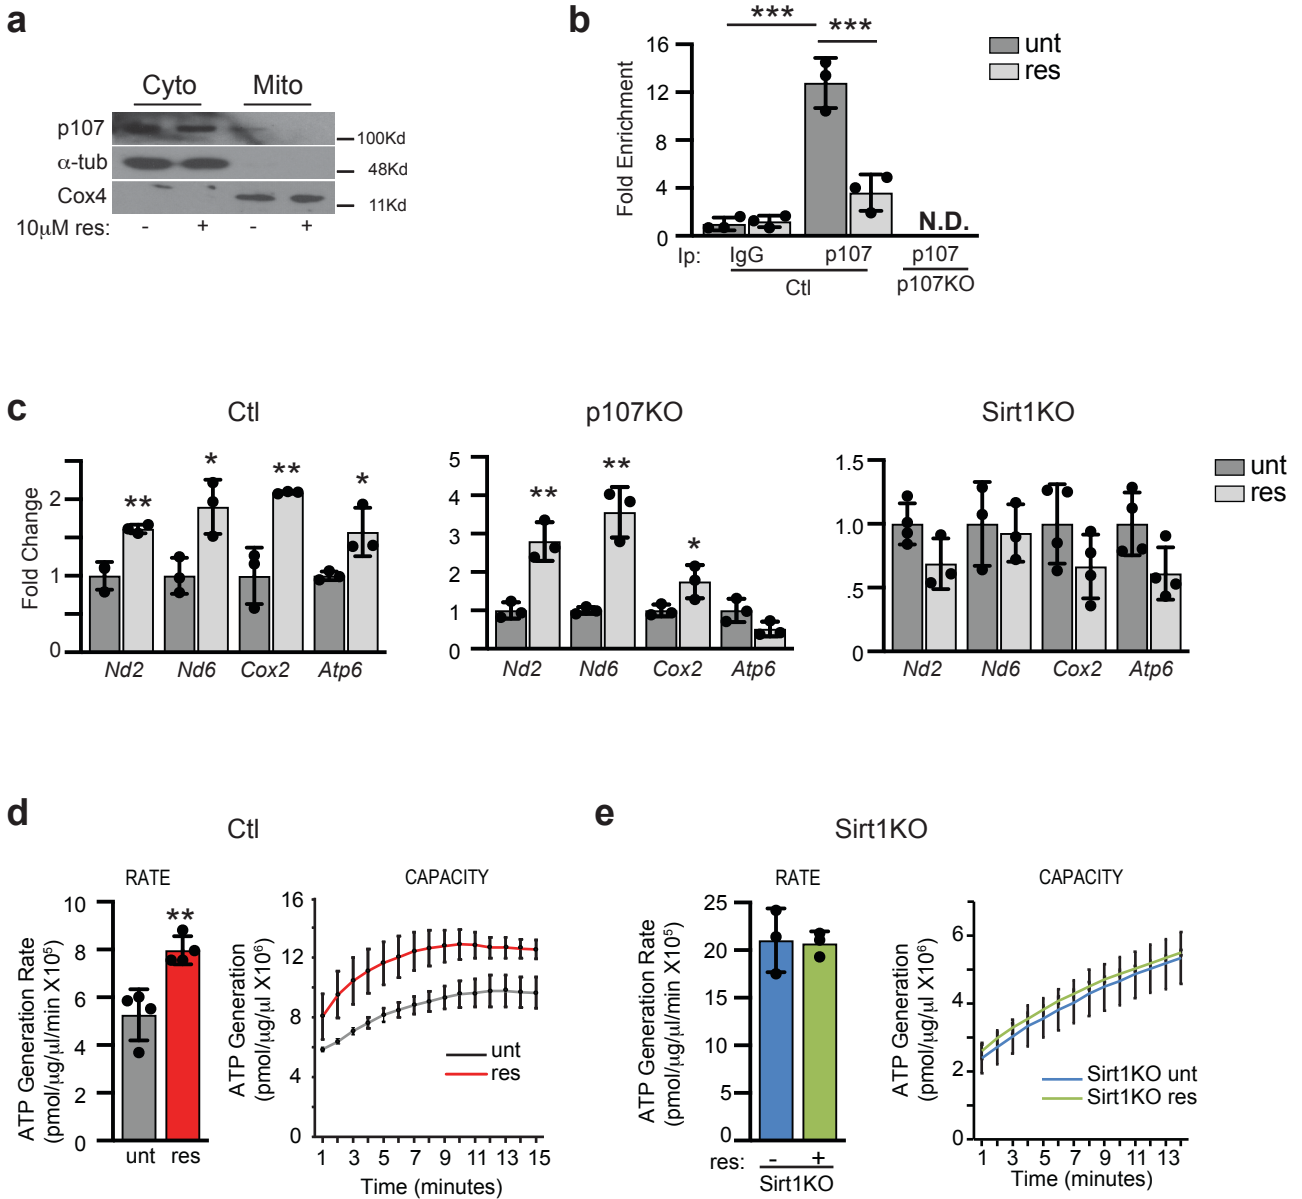 a
Cyto Mito
p107
100Kd
α-tub
48Kd
Cox4
11Kd
10µM res: - + - +
b
*** ***
unt
res
Fold Enrichment
16
12
8
4
0
N.D.
Ip: IgG p107 p107
Ctl p107KO
c
Ctl
p107KO
Sirt1KO
unt
res
Fold Change
2
1
0
** * ** *
Nd2 Nd6 Cox2 Atp6
5
4
3
2
1
0
** ** *
Nd2 Nd6 Cox2 Atp6
1.5
1.0
.5
0
Nd2 Nd6 Cox2 Atp6
d
Ctl
RATE
ATP Generation Rate
(pmol/µg/µl/min X10⁵)
10
8
6
4
2
0
**
unt res
CAPACITY
ATP Generation
(pmol/µg/µl X10⁶)
16
12
8
4
0
unt
res
1 3 5 7 9 11 13 15
Time (minutes)
e
Sirt1KO
RATE
ATP Generation Rate
(pmol/µg/µl/min X10⁵)
25
20
15
10
5
0
res: - +
Sirt1KO
CAPACITY
ATP Generation
(pmol/µg/µl X10⁶)
6
4
2
0
Sirt1KO unt
Sirt1KO res
1 3 5 7 9 11 13
Time (minutes)